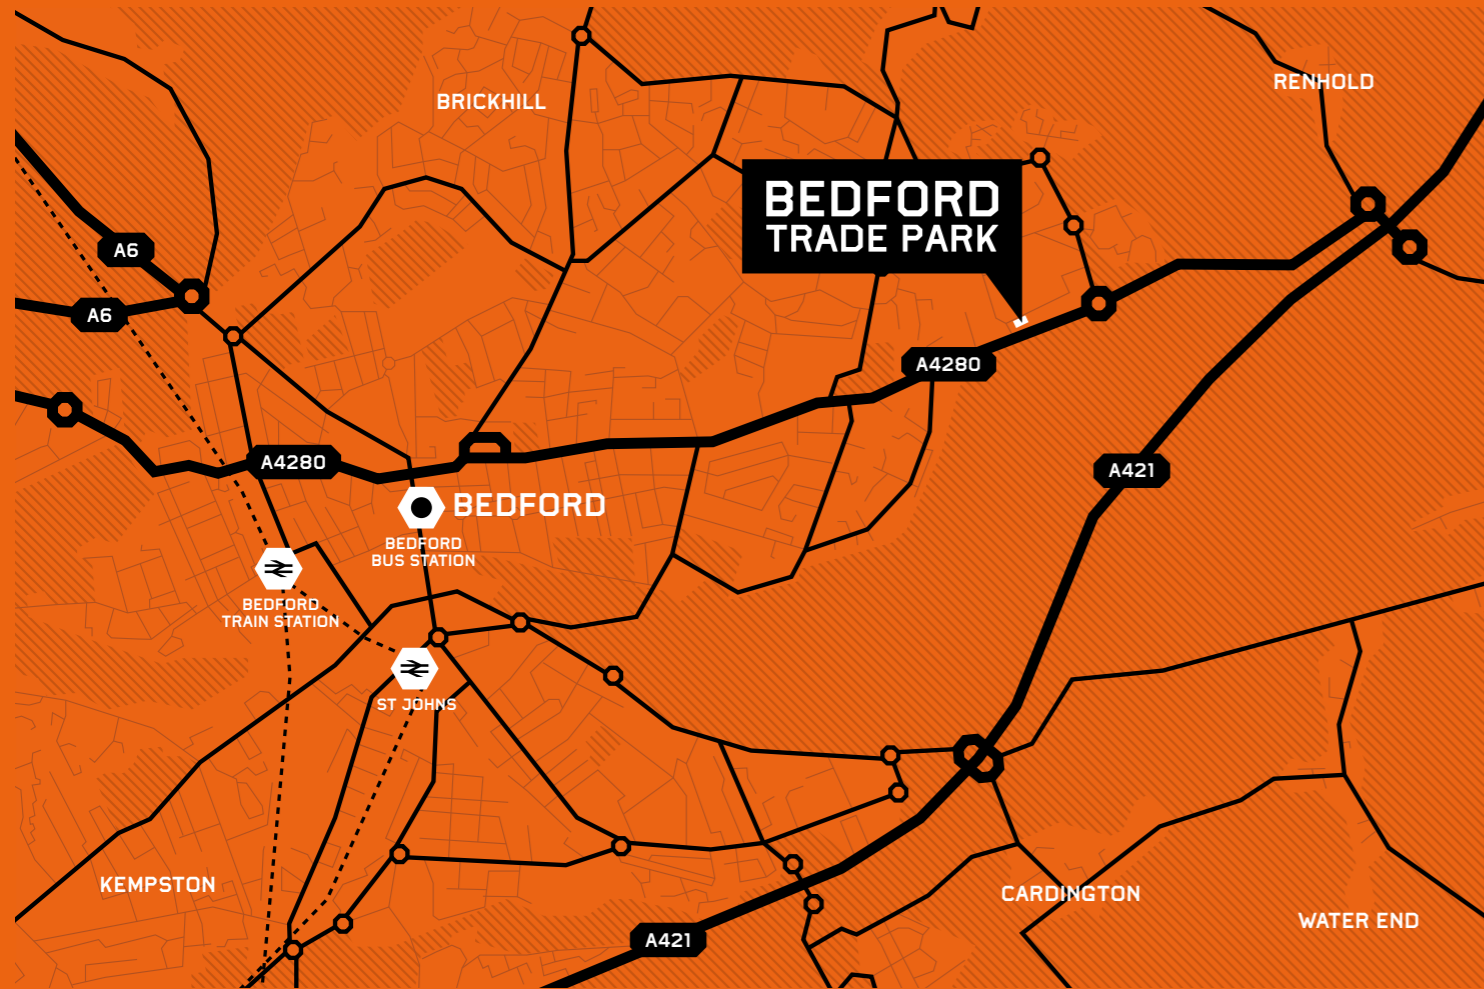 BRICKHILL
RENHOLD
BEDFORD
TRADE PARK
A6
A6
A4280
A4280
A421
BEDFORD
BEDFORD
BUS STATION
BEDFORD
TRAIN STATION
ST JOHNS
KEMPSTON
CARDINGTON
WATER END
A421